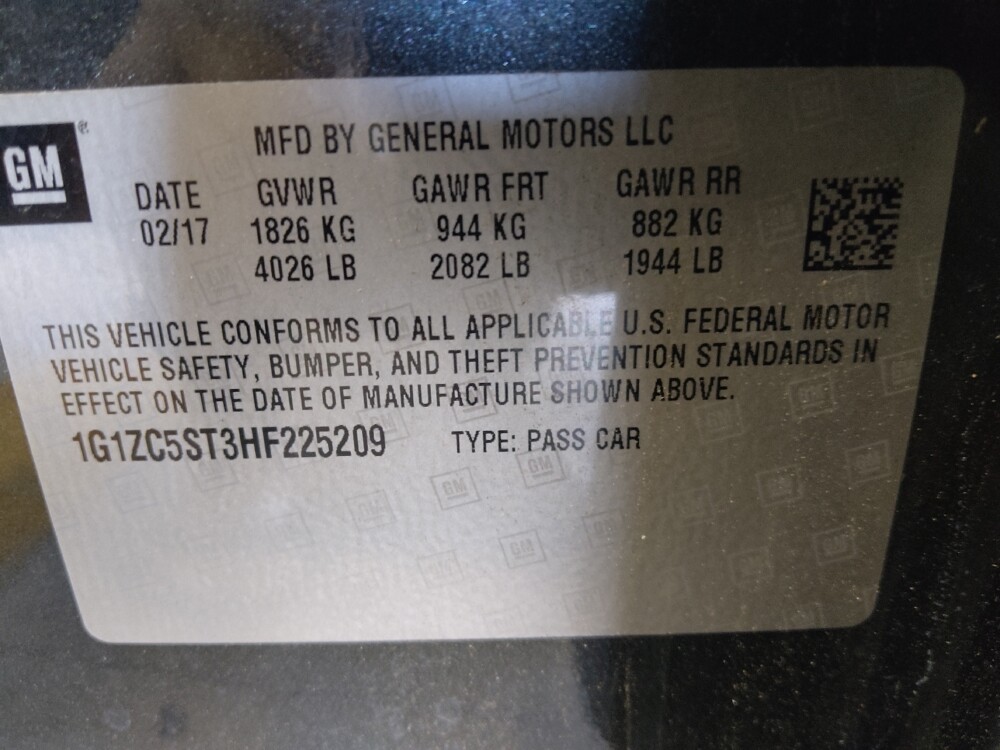 GM
MFD BY GENERAL MOTORS LLC
DATE GVWR GAWR FRT GAWR RR
02/17 1826 KG 944 KG 882 KG
4026 LB 2082 LB 1944 LB
THIS VEHICLE CONFORMS TO ALL APPLICABLE U.S. FEDERAL MOTOR
VEHICLE SAFETY, BUMPER, AND THEFT PREVENTION STANDARDS IN
EFFECT ON THE DATE OF MANUFACTURE SHOWN ABOVE.
1G1ZC5ST3HF225209 TYPE: PASS CAR